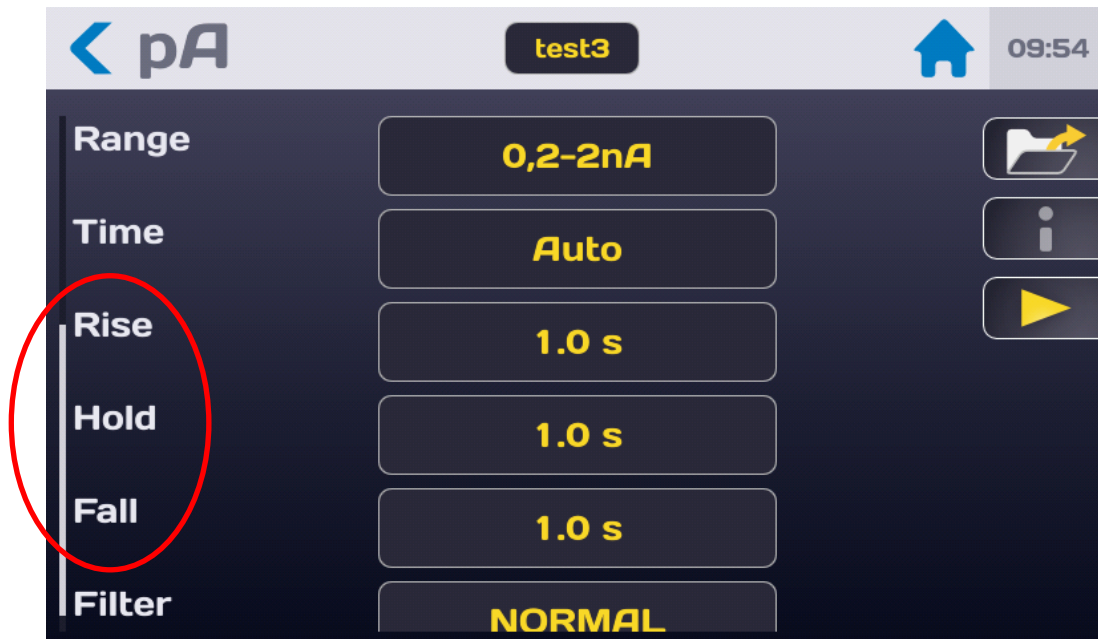 pA test3 09:54
Range 0,2-2nA
Time Auto
Rise 1.0 s
Hold 1.0 s
Fall 1.0 s
Filter NORMAL